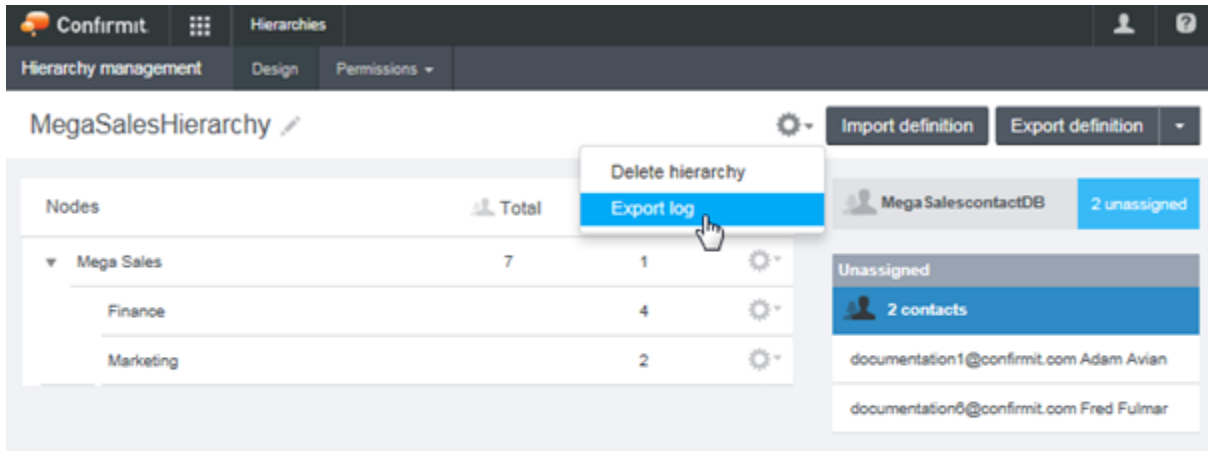 Confirmit. Hierarchies
Hierarchy management Design Permissions
MegaSalesHierarchy Import definition Export definition
Delete hierarchy
Export log
Nodes Total
MegaSalescontactDB 2 unassigned
Mega Sales 7 1
Finance 4
Marketing 2
Unassigned
2 contacts
documentation1@confirmit.com Adam Avian
documentation6@confirmit.com Fred Fulmar